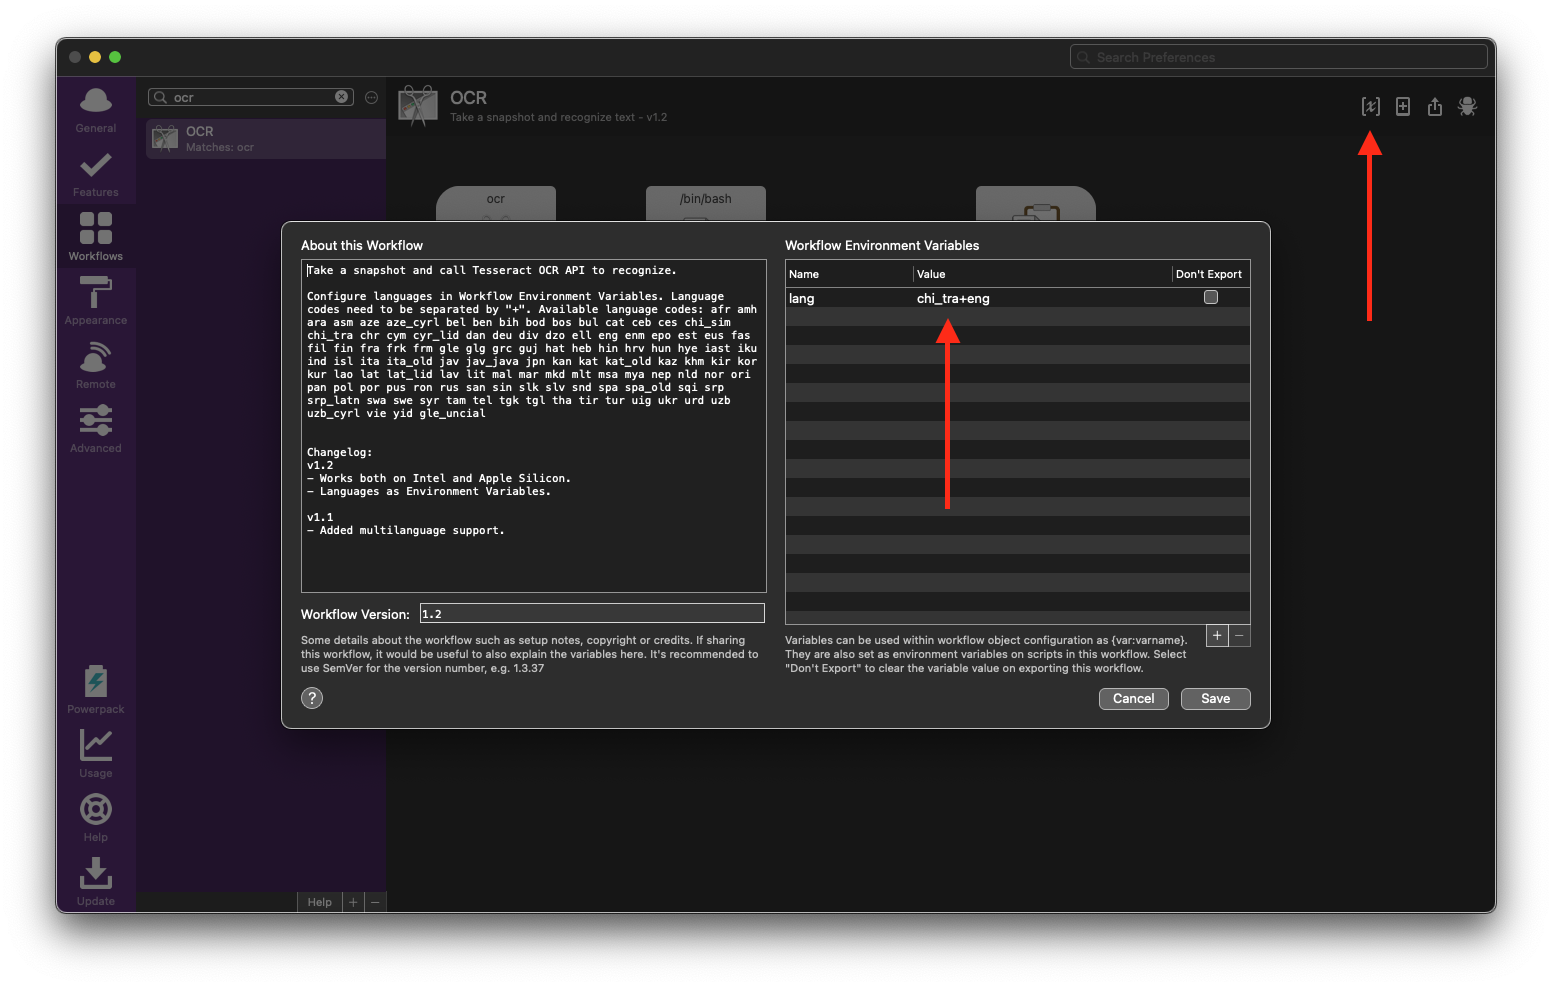 Search Preferences
General
Features
Workflows
Appearance
Remote
Advanced
Powerpack
Usage
Help
Update
ocr
OCR
Matches: ocr
Help
+
−
OCR
Take a snapshot and recognize text - v1.2
ocr
/bin/bash
About this Workflow
Take a snapshot and call Tesseract OCR API to recognize.
Configure languages in Workflow Environment Variables. Language
codes need to be separated by "+". Available language codes: afr amh
ara asm aze aze_cyrl bel ben bih bod bos bul cat ceb ces chi_sim
chi_tra chr cym cyr_lid dan deu div dzo ell eng enm epo est eus fas
fil fin fra frk frm gle glg grc guj hat heb hin hrv hun hye iast iku
ind isl ita ita_old jav jav_java jpn kan kat kat_old kaz khm kir kor
kur lao lat lat_lid lav lit mal mar mkd mlt msa mya nep nld nor ori
pan pol por pus ron rus san sin slk slv snd spa spa_old sqi srp
srp_latn swa swe syr tam tel tgk tgl tha tir tur uig ukr urd uzb
uzb_cyrl vie yid gle_uncial
Changelog:
v1.2
– Works both on Intel and Apple Silicon.
– Languages as Environment Variables.
v1.1
– Added multilanguage support.
Workflow Version: 1.2
Some details about the workflow such as setup notes, copyright or credits. If sharing
this workflow, it would be useful to also explain the variables here. It's recommended to
use SemVer for the version number, e.g. 1.3.37
?
Workflow Environment Variables
Name Value Don't Export
lang chi_tra+eng
+ −
Variables can be used within workflow object configuration as {var:varname}.
They are also set as environment variables on scripts in this workflow. Select
"Don't Export" to clear the variable value on exporting this workflow.
Cancel Save